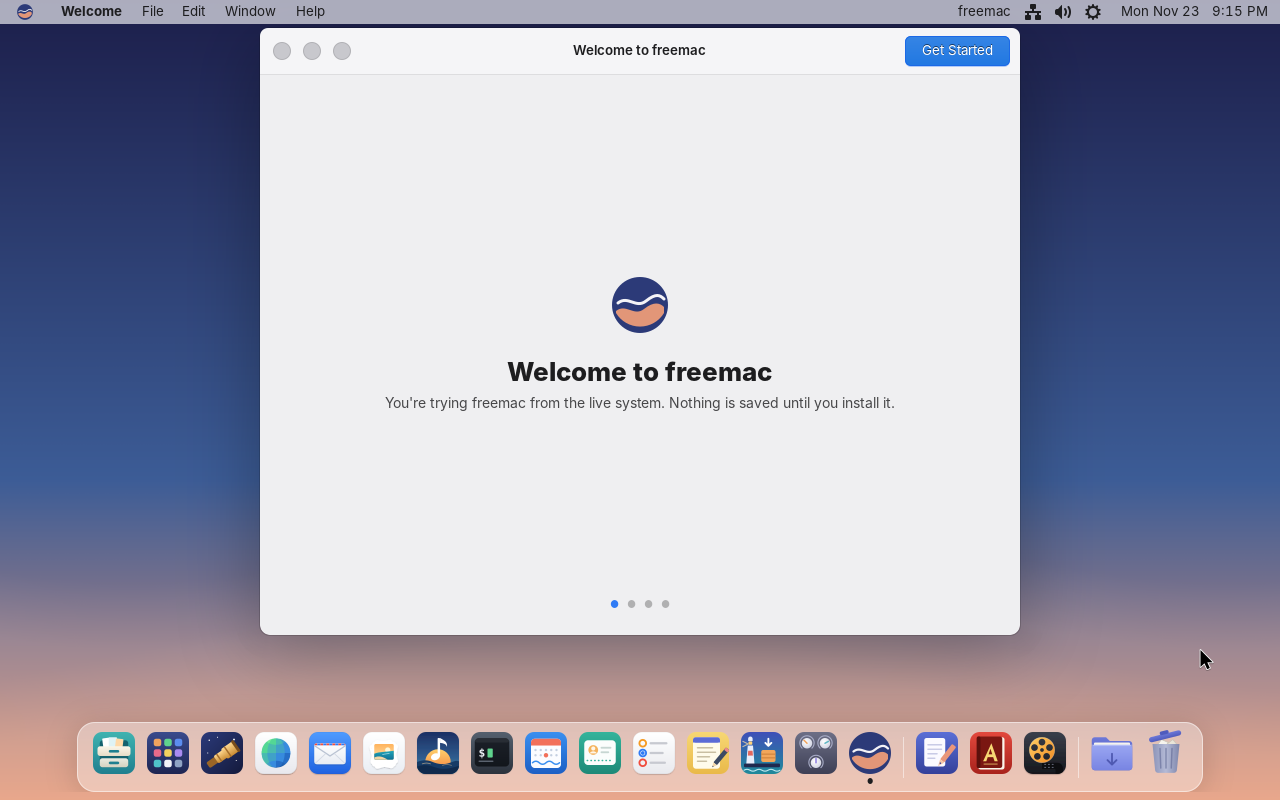 Welcome File Edit Window Help freemac Mon Nov 23 9:15 PM
Welcome to freemac
Get Started
Welcome to freemac
You're trying freemac from the live system. Nothing is saved until you install it.
$
A